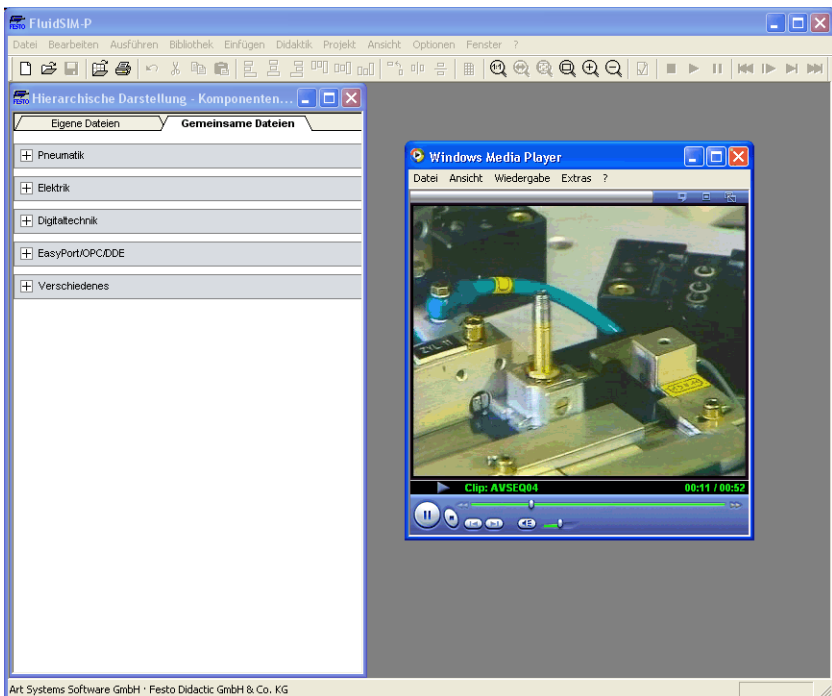 FluidSIM-P
Datei Bearbeiten Ausführen Bibliothek Einfügen Didaktik Projekt Ansicht Optionen Fenster ?
Hierarchische Darstellung - Komponenten...
Eigene Dateien Gemeinsame Dateien
Pneumatik
Elektrik
Digitaltechnik
EasyPort/OPC/DDE
Verschiedenes
Windows Media Player
Datei Ansicht Wiedergabe Extras ?
ZYL
Clip: AVSEQ04 00:11 / 00:52
Art Systems Software GmbH · Festo Didactic GmbH & Co. KG